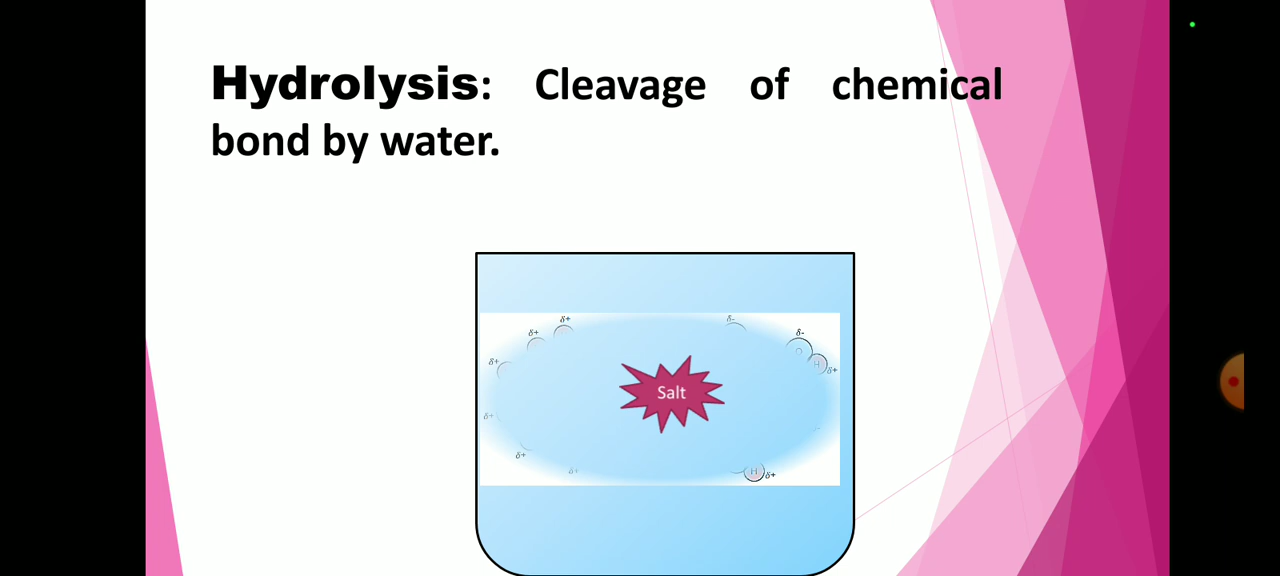 Hydrolysis: Cleavage of chemical
bond by water.
δ+
δ-
δ+
δ-
δ+
O
H
δ+
Salt
δ+
δ+
δ+
H
δ+